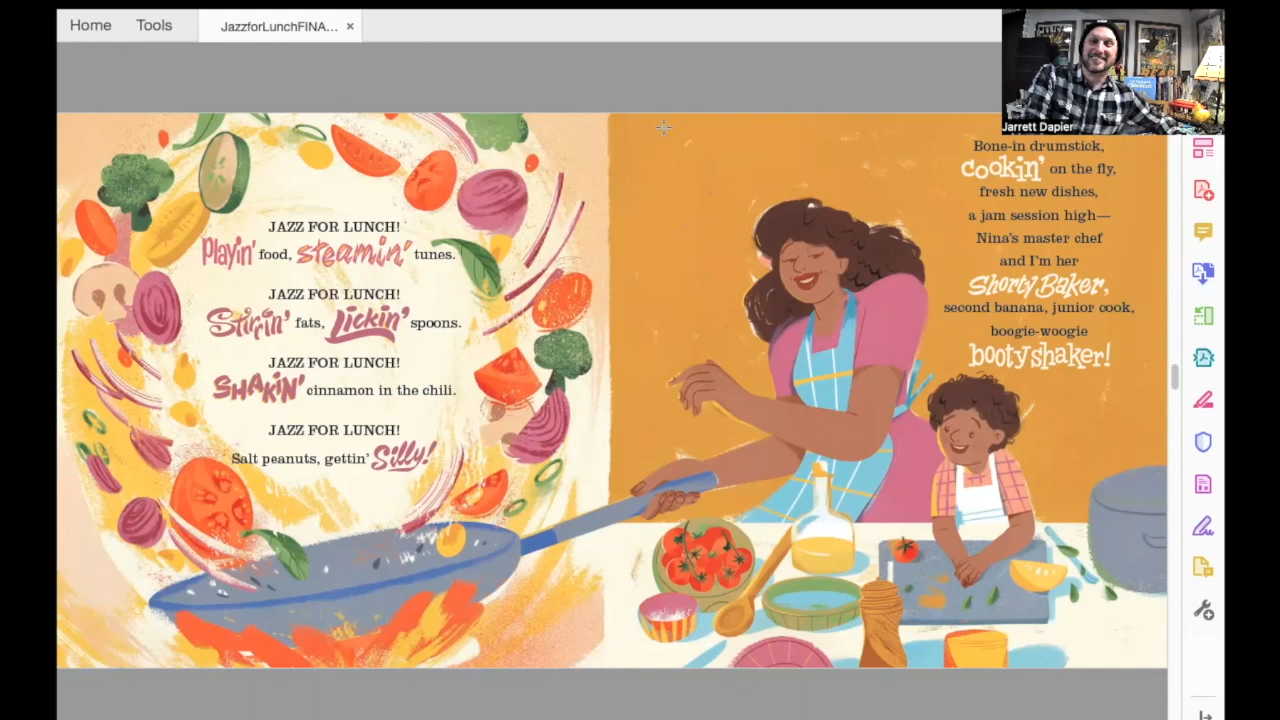 Home Tools JazzforLunchFINA... ×
Jarrett Dapier
JAZZ FOR LUNCH!
Playin' food, steamin' tunes.
JAZZ FOR LUNCH!
Stirrin' fats, Lickin' spoons.
JAZZ FOR LUNCH!
SHAKIN' cinnamon in the chili.
JAZZ FOR LUNCH!
Salt peanuts, gettin' Silly!
Bone-in drumstick,
cookin' on the fly,
fresh new dishes,
a jam session high—
Nina's master chef
and I'm her
Shorty Baker,
second banana, junior cook,
boogie-woogie
booty shaker!